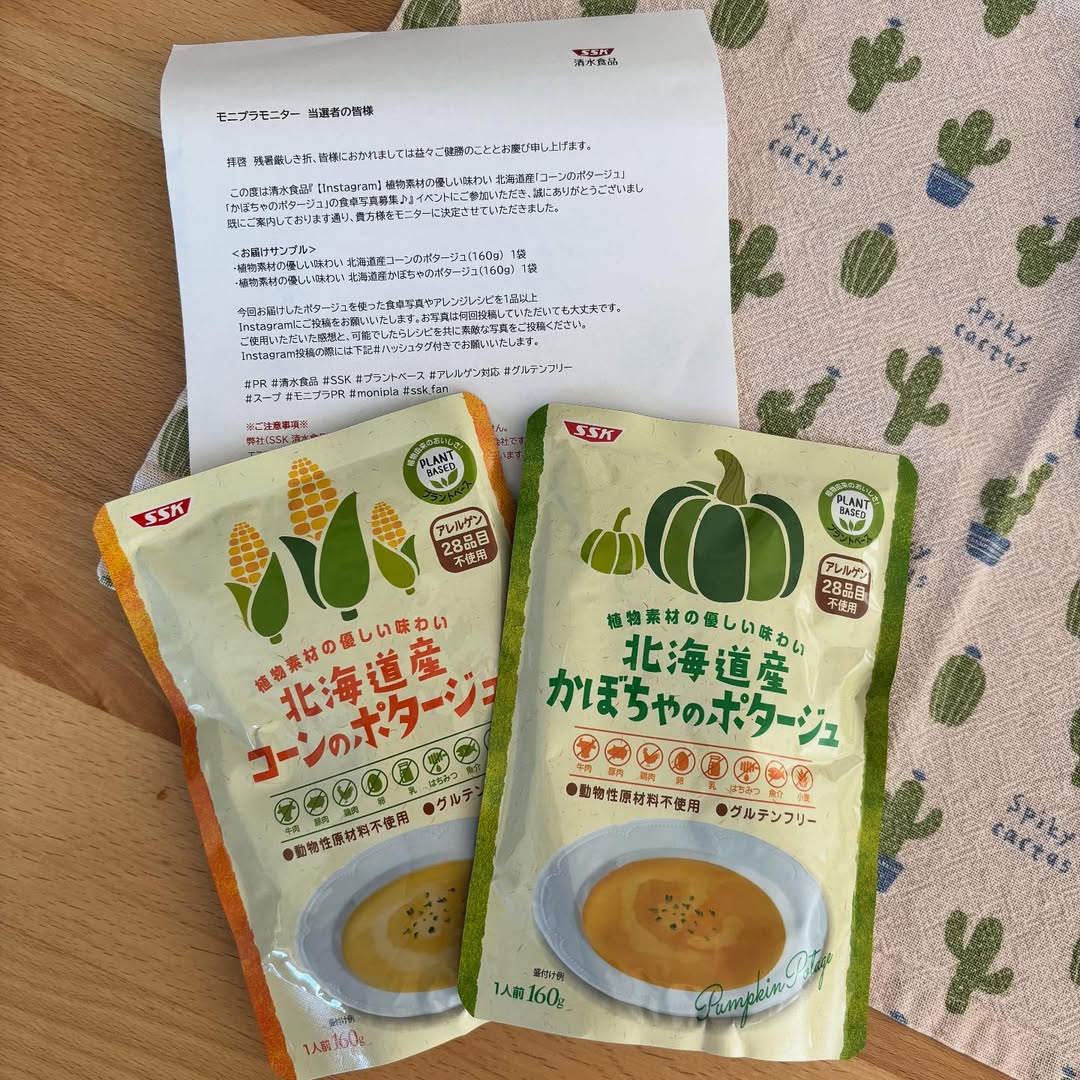 SSK
清水食品
モニプラモニター 当選者の皆様
拝啓 残暑厳しき折、皆様におかれましては益々ご健勝のこととお慶び申し上げます。
この度は清水食品『【Instagram】植物素材の優しい味わい 北海道産「コーンのポタージュ」
「かぼちゃのポタージュ」の食卓写真募集♪』イベントにご参加いただき、誠にありがとうございまし
既にご案内しております通り、貴方様をモニターに決定させていただきました。
<お届けサンプル>
・植物素材の優しい味わい 北海道産コーンのポタージュ(160g) 1袋
・植物素材の優しい味わい 北海道産かぼちゃのポタージュ(160g) 1袋
今回お届けしたポタージュを使った食卓写真やアレンジレシピを1品以上
Instagramにご投稿をお願いいたします。お写真は何回投稿していただいても大丈夫です。
ご使用いただいた感想と、可能でしたらレシピを共に素敵な写真をご投稿ください。
Instagram投稿の際には下記#ハッシュタグ付きでお願いいたします。
#PR #清水食品 #SSK #プラントベース #アレルゲン対応 #グルテンフリー
#スープ #モニプラPR #monipla #ssk_fan
※ご注意事項※
弊社(SSK 清水食
SSK
植物由来のおいしさ!
PLANT
BASED
プラントベース
アレルゲン
28品目
不使用
植物素材の優しい味わい
北海道産
コーンのポタージュ
牛肉 豚肉 鶏肉 卵 乳 はちみつ 魚介
●動物性原材料不使用 ●グルテン
盛付け例
1人前160g
SSK
植物由来のおいしさ!
PLANT
BASED
プラントベース
アレルゲン
28品目
不使用
植物素材の優しい味わい
北海道産
かぼちゃのポタージュ
牛肉 豚肉 鶏肉 卵 乳 はちみつ 魚介 小麦
●動物性原材料不使用 ●グルテンフリー
盛付け例
1人前160g
Pumpkin Potage
Spiky
cactus
Spiky
cactus
Spiky
cactus